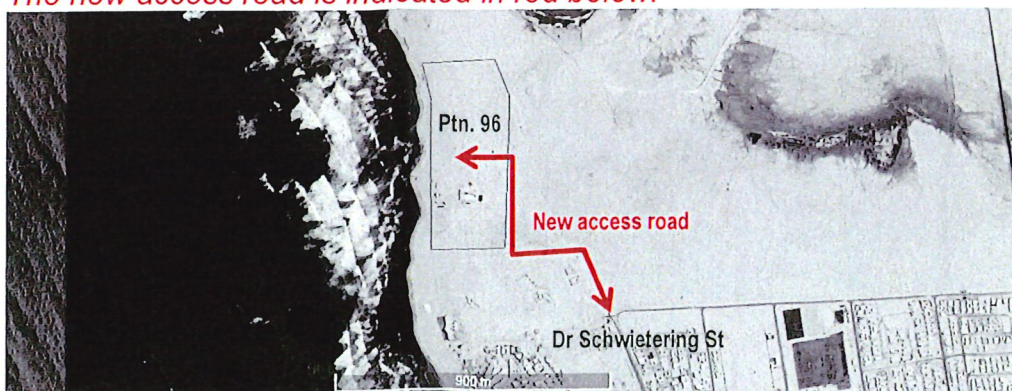 The new access road is indicated in red below:
Ptn. 96
New access road
Dr Schwietering St
900 m